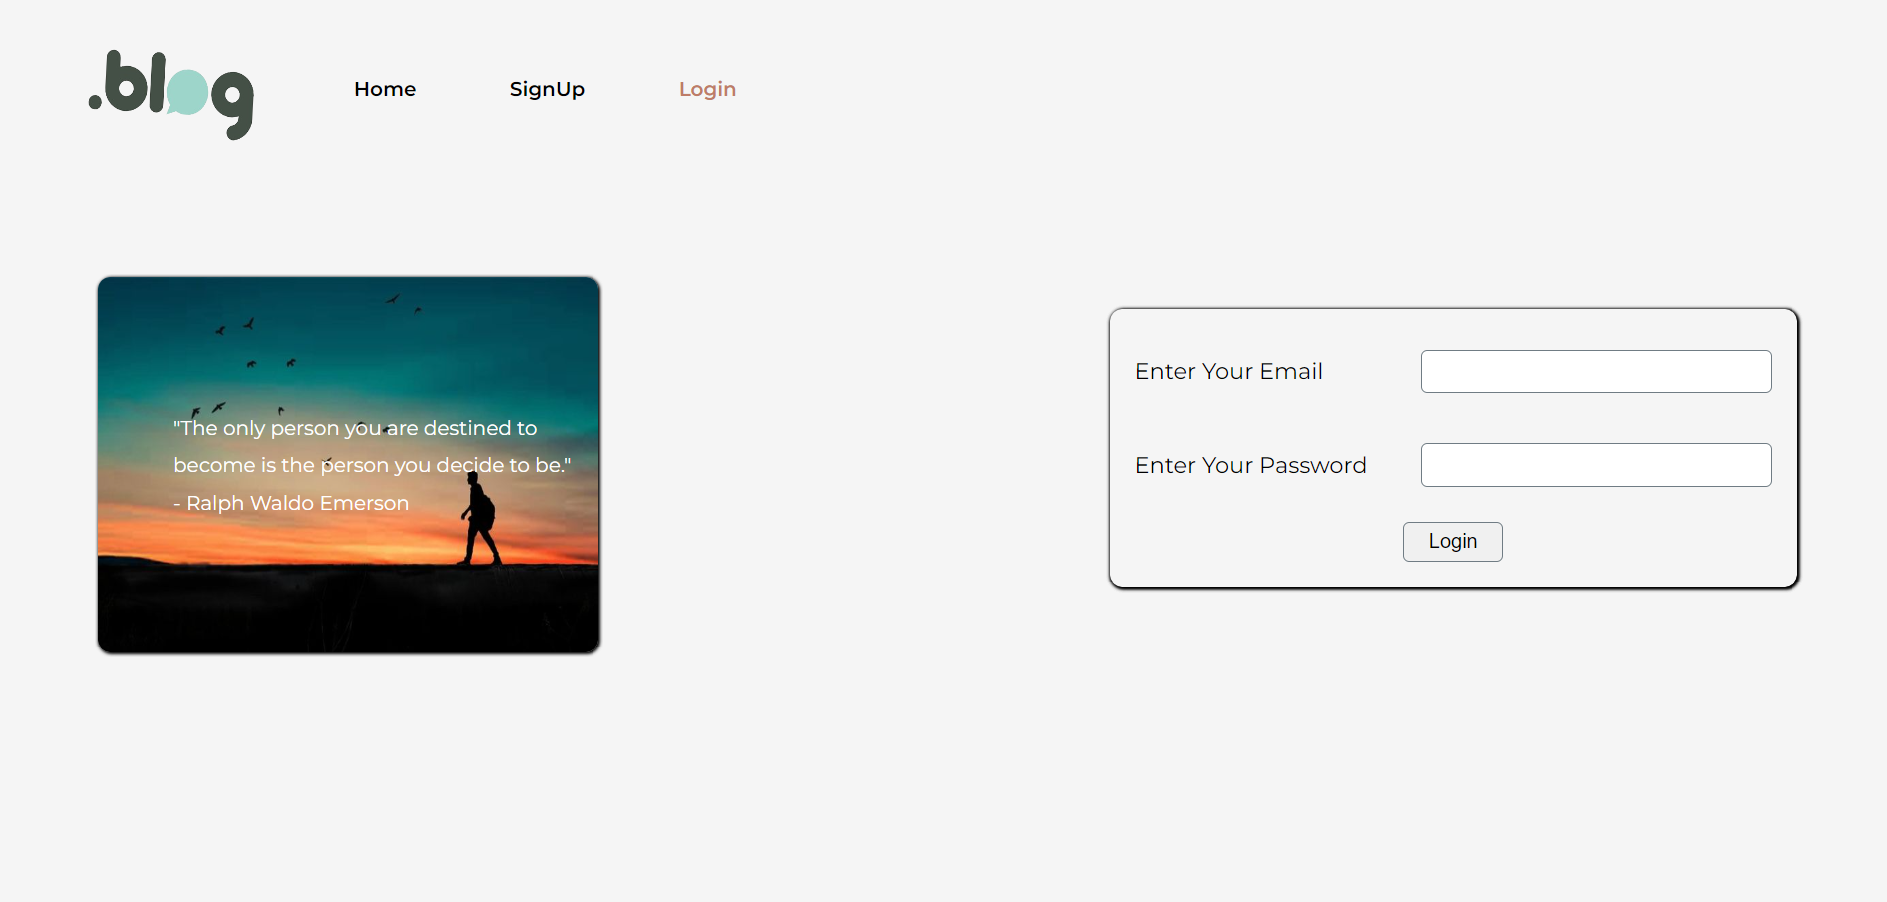 .blog
Home SignUp Login
"The only person you are destined to
become is the person you decide to be."
- Ralph Waldo Emerson
Enter Your Email
Enter Your Password
Login